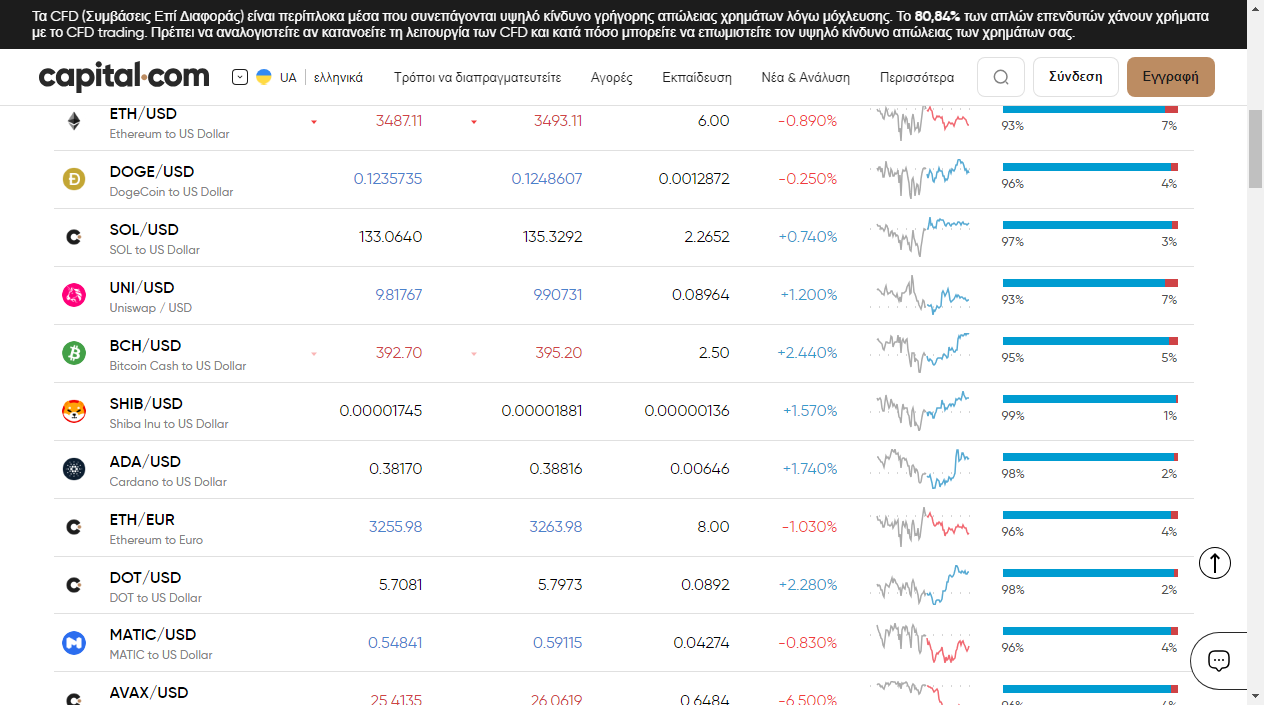 Τα CFD (Συμβάσεις Επί Διαφοράς) είναι περίπλοκα μέσα που συνεπάγονται υψηλό κίνδυνο γρήγορης απώλειας χρημάτων λόγω μόχλευσης. Το 80,84% των απλών επενδυτών χάνουν χρήματα
με το CFD trading. Πρέπει να αναλογιστείτε αν κατανοείτε τη λειτουργία των CFD και κατά πόσο μπορείτε να επωμιστείτε τον υψηλό κίνδυνο απώλειας των χρημάτων σας.
capital.com UA ελληνικά Τρόποι να διαπραγματευτείτε Αγορές Εκπαίδευση Νέα & Ανάλυση Περισσότερα Σύνδεση Εγγραφή
ETH/USD 3487.11 3493.11 6.00 -0.890%
Ethereum to US Dollar 93% 7%
DOGE/USD 0.1235735 0.1248607 0.0012872 -0.250%
DogeCoin to US Dollar 96% 4%
SOL/USD 133.0640 135.3292 2.2652 +0.740%
SOL to US Dollar 97% 3%
UNI/USD 9.81767 9.90731 0.08964 +1.200%
Uniswap / USD 93% 7%
BCH/USD 392.70 395.20 2.50 +2.440%
Bitcoin Cash to US Dollar 95% 5%
SHIB/USD 0.00001745 0.00001881 0.00000136 +1.570%
Shiba Inu to US Dollar 99% 1%
ADA/USD 0.38170 0.38816 0.00646 +1.740%
Cardano to US Dollar 98% 2%
ETH/EUR 3255.98 3263.98 8.00 -1.030%
Ethereum to Euro 96% 4%
DOT/USD 5.7081 5.7973 0.0892 +2.280%
DOT to US Dollar 98% 2%
MATIC/USD 0.54841 0.59115 0.04274 -0.830%
MATIC to US Dollar 96% 4%
AVAX/USD 25.4135 26.0619 0.6484 -6.500%